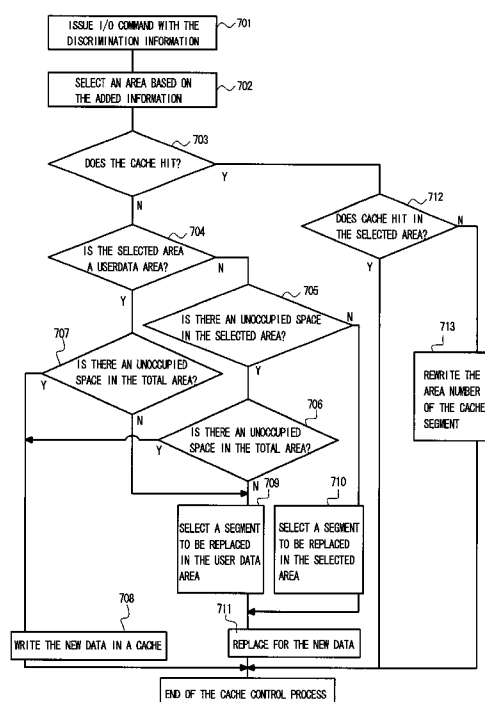 ISSUE I/O COMMAND WITH THE
DISCRIMINATION INFORMATION
701
SELECT AN AREA BASED ON
THE ADDED INFORMATION
702
703
DOES THE CACHE HIT?
Y
N
712
DOES CACHE HIT IN
THE SELECTED AREA?
N
Y
704
IS THE SELECTED AREA
A USERDATA AREA?
N
Y
705
IS THERE AN UNOCCUPIED SPACE
IN THE SELECTED AREA?
N
Y
707
IS THERE AN UNOCCUPIED
SPACE IN THE TOTAL AREA?
Y
N
713
REWRITE THE
AREA NUMBER
OF THE CACHE
SEGMENT
706
IS THERE AN UNOCCUPIED
SPACE IN THE TOTAL AREA?
Y
N
709
SELECT A SEGMENT
TO BE REPLACED
IN THE USER DATA
AREA
710
SELECT A SEGMENT
TO BE REPLACED
IN THE SELECTED
AREA
708
WRITE THE NEW DATA IN A CACHE
711
REPLACE FOR THE NEW DATA
END OF THE CACHE CONTROL PROCESS